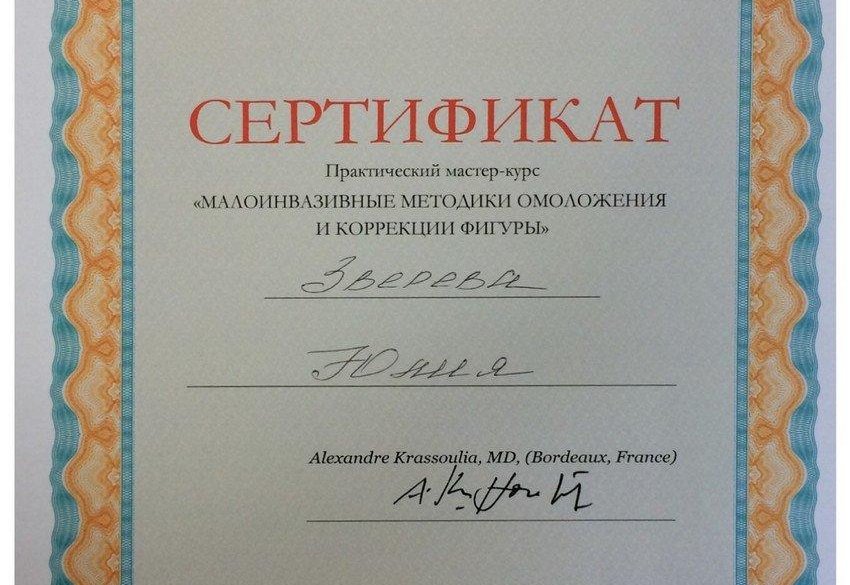 СЕРТИФИКАТ
Практический мастер-курс
«МАЛОИНВАЗИВНЫЕ МЕТОДИКИ ОМОЛОЖЕНИЯ
И КОРРЕКЦИИ ФИГУРЫ»
Зверева
Юлия
Alexandre Krassoulia, MD, (Bordeaux, France)